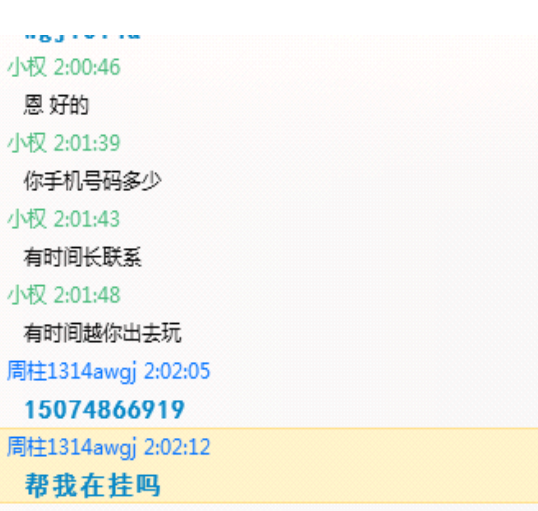 小权 2:00:46
恩 好的
小权 2:01:39
你手机号码多少
小权 2:01:43
有时间长联系
小权 2:01:48
有时间越你出去玩
周柱1314awgj 2:02:05
15074866919
周柱1314awgj 2:02:12
帮我在挂吗